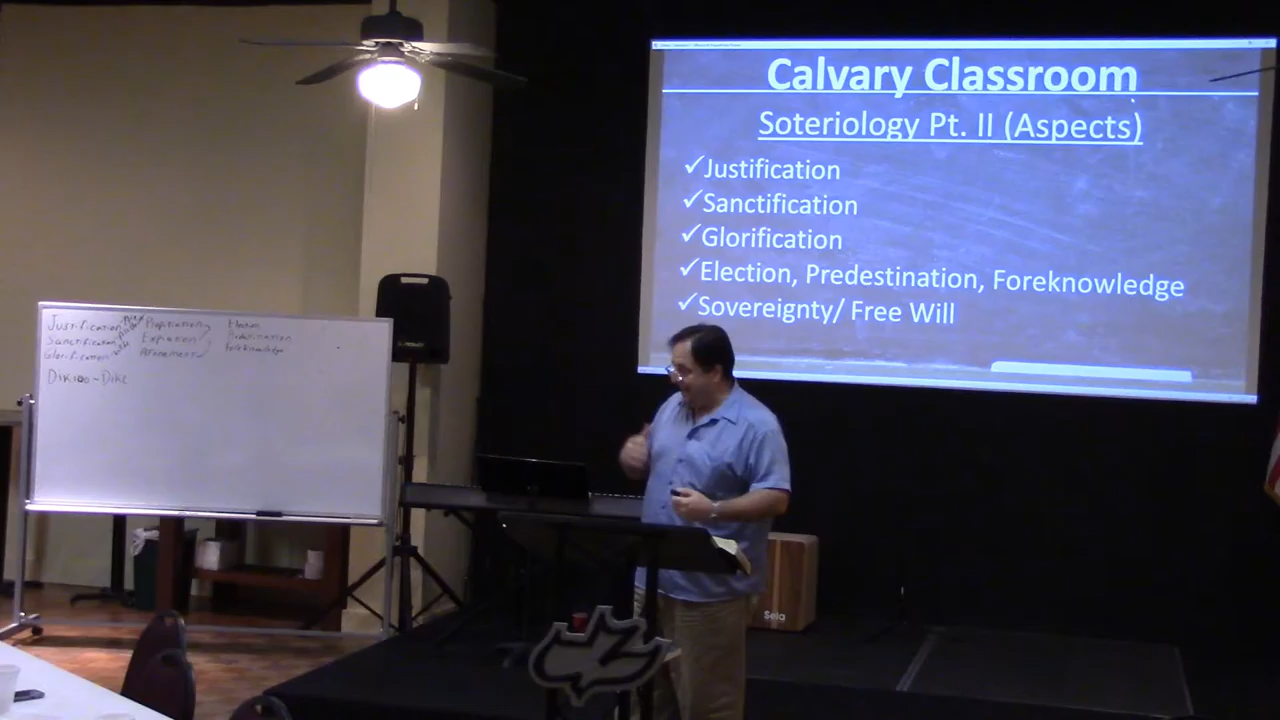 Calvary Classroom
Soteriology Pt. II (Aspects)
✓Justification
✓Sanctification
✓Glorification
✓Election, Predestination, Foreknowledge
✓Sovereignty/ Free Will
Justification Propitiation Election
Sanctification Expiation Predestination
Glorification Atonement Foreknowledge
Dikaioo ~ Dike
Sela